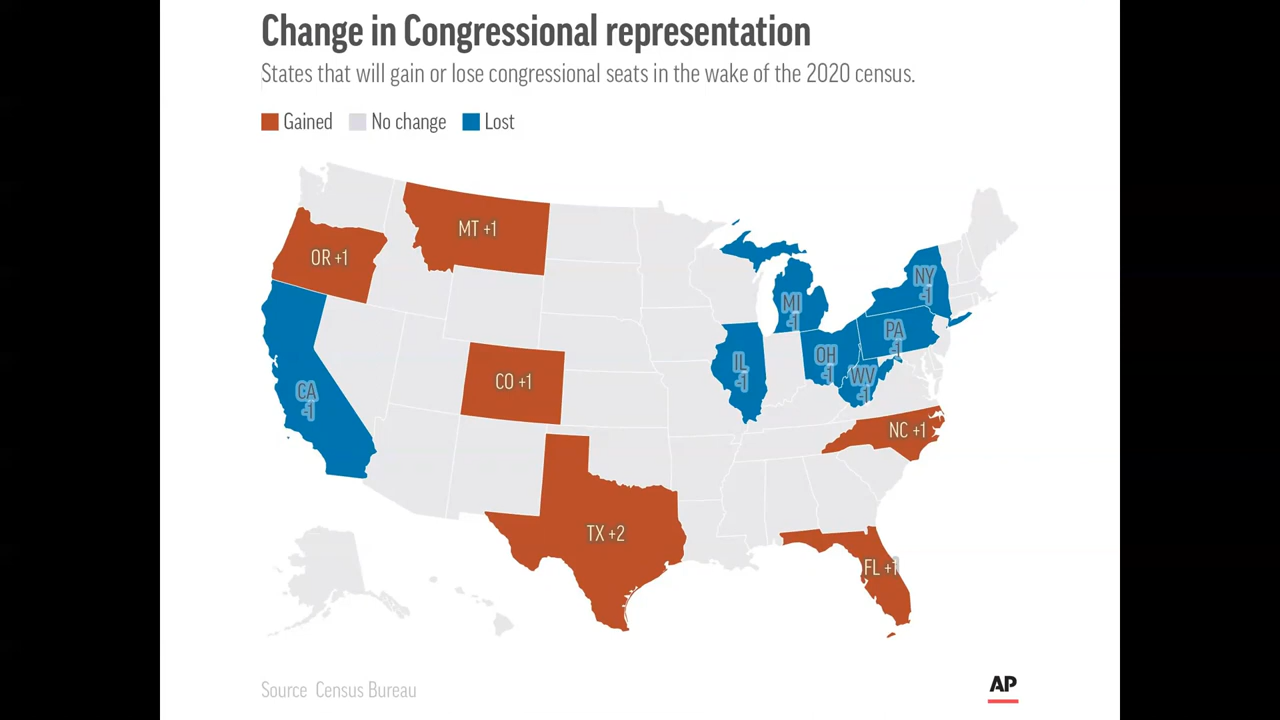 Change in Congressional representation
States that will gain or lose congressional seats in the wake of the 2020 census.
Gained No change Lost
MT +1
OR +1
NY
-1
MI
-1
PA
-1
OH
-1
IL
-1
WV
-1
CO +1
CA
-1
NC +1
TX +2
FL +1
Source Census Bureau
AP